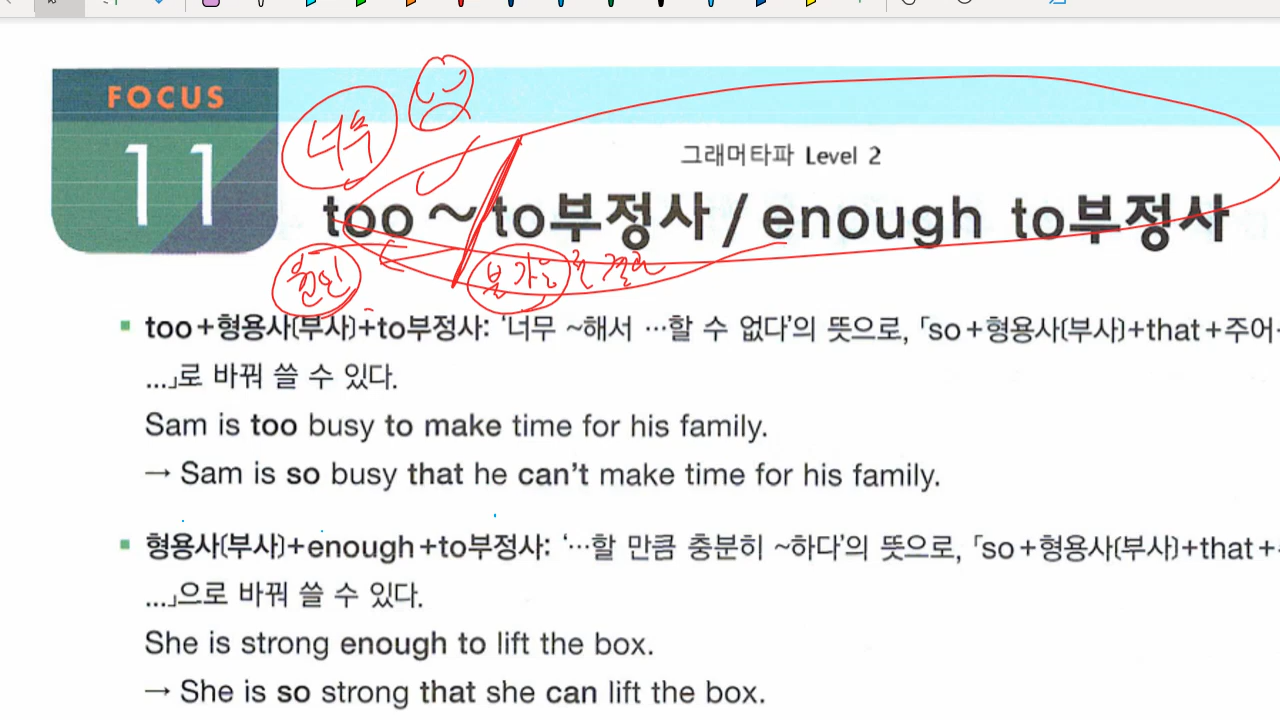 FOCUS
11
너무
그래머타파 Level 2
too ~ to부정사 / enough to부정사
원인
불가능한 결과
▪ too+형용사(부사)+to부정사: ‘너무 ~해서 …할 수 없다’의 뜻으로, 「so+형용사(부사)+that+주어+
…」로 바꿔 쓸 수 있다.
Sam is too busy to make time for his family.
→ Sam is so busy that he can’t make time for his family.
▪ 형용사(부사)+enough+to부정사: ‘…할 만큼 충분히 ~하다’의 뜻으로, 「so+형용사(부사)+that+
…」으로 바꿔 쓸 수 있다.
She is strong enough to lift the box.
→ She is so strong that she can lift the box.